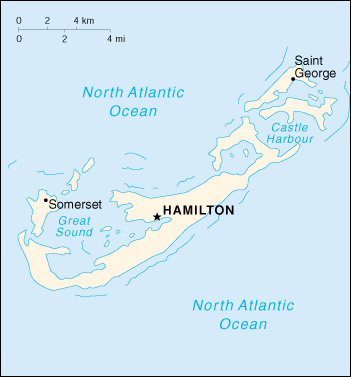 0 2 4 km
0 2 4 mi
Saint
George
North Atlantic
Ocean
Castle
Harbour
Somerset
Great
Sound
HAMILTON
North Atlantic
Ocean